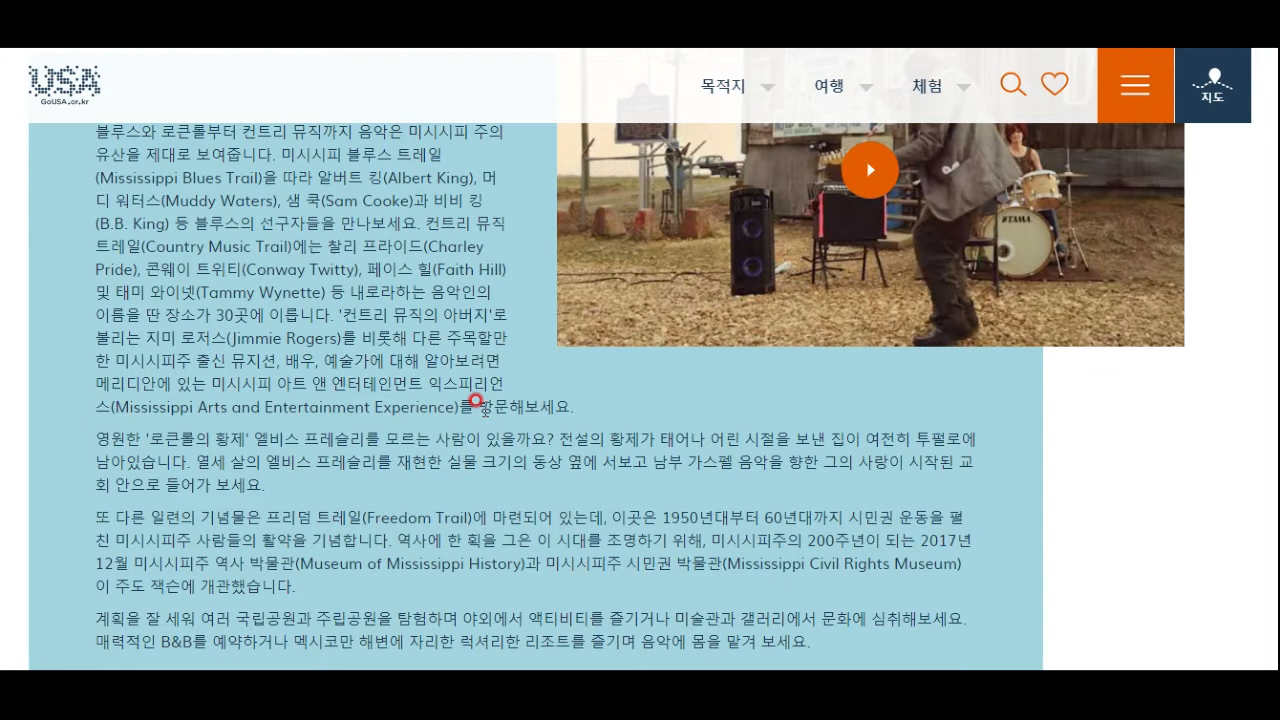 USA
GoUSA.or.kr
목적지
여행
체험
지도
블루스와 로큰롤부터 컨트리 뮤직까지 음악은 미시시피 주의
유산을 제대로 보여줍니다. 미시시피 블루스 트레일
(Mississippi Blues Trail)을 따라 알버트 킹(Albert King), 머
디 워터스(Muddy Waters), 샘 쿡(Sam Cooke)과 비비 킹
(B.B. King) 등 블루스의 선구자들을 만나보세요. 컨트리 뮤직
트레일(Country Music Trail)에는 찰리 프라이드(Charley
Pride), 콘웨이 트위티(Conway Twitty), 페이스 힐(Faith Hill)
및 태미 와이넷(Tammy Wynette) 등 내로라하는 음악인의
이름을 딴 장소가 30곳에 이릅니다. '컨트리 뮤직의 아버지'로
불리는 지미 로저스(Jimmie Rogers)를 비롯해 다른 주목할만
한 미시시피주 출신 뮤지션, 배우, 예술가에 대해 알아보려면
메리디안에 있는 미시시피 아트 앤 엔터테인먼트 익스피리언
스(Mississippi Arts and Entertainment Experience)를 방문해보세요.
영원한 '로큰롤의 황제' 엘비스 프레슬리를 모르는 사람이 있을까요? 전설의 황제가 태어나 어린 시절을 보낸 집이 여전히 투펄로에
남아있습니다. 열세 살의 엘비스 프레슬리를 재현한 실물 크기의 동상 옆에 서보고 남부 가스펠 음악을 향한 그의 사랑이 시작된 교
회 안으로 들어가 보세요.
또 다른 일련의 기념물은 프리덤 트레일(Freedom Trail)에 마련되어 있는데, 이곳은 1950년대부터 60년대까지 시민권 운동을 펼
친 미시시피주 사람들의 활약을 기념합니다. 역사에 한 획을 그은 이 시대를 조명하기 위해, 미시시피주의 200주년이 되는 2017년
12월 미시시피주 역사 박물관(Museum of Mississippi History)과 미시시피주 시민권 박물관(Mississippi Civil Rights Museum)
이 주도 잭슨에 개관했습니다.
계획을 잘 세워 여러 국립공원과 주립공원을 탐험하며 야외에서 액티비티를 즐기거나 미술관과 갤러리에서 문화에 심취해보세요.
매력적인 B&B를 예약하거나 멕시코만 해변에 자리한 럭셔리한 리조트를 즐기며 음악에 몸을 맡겨 보세요.
TAMA